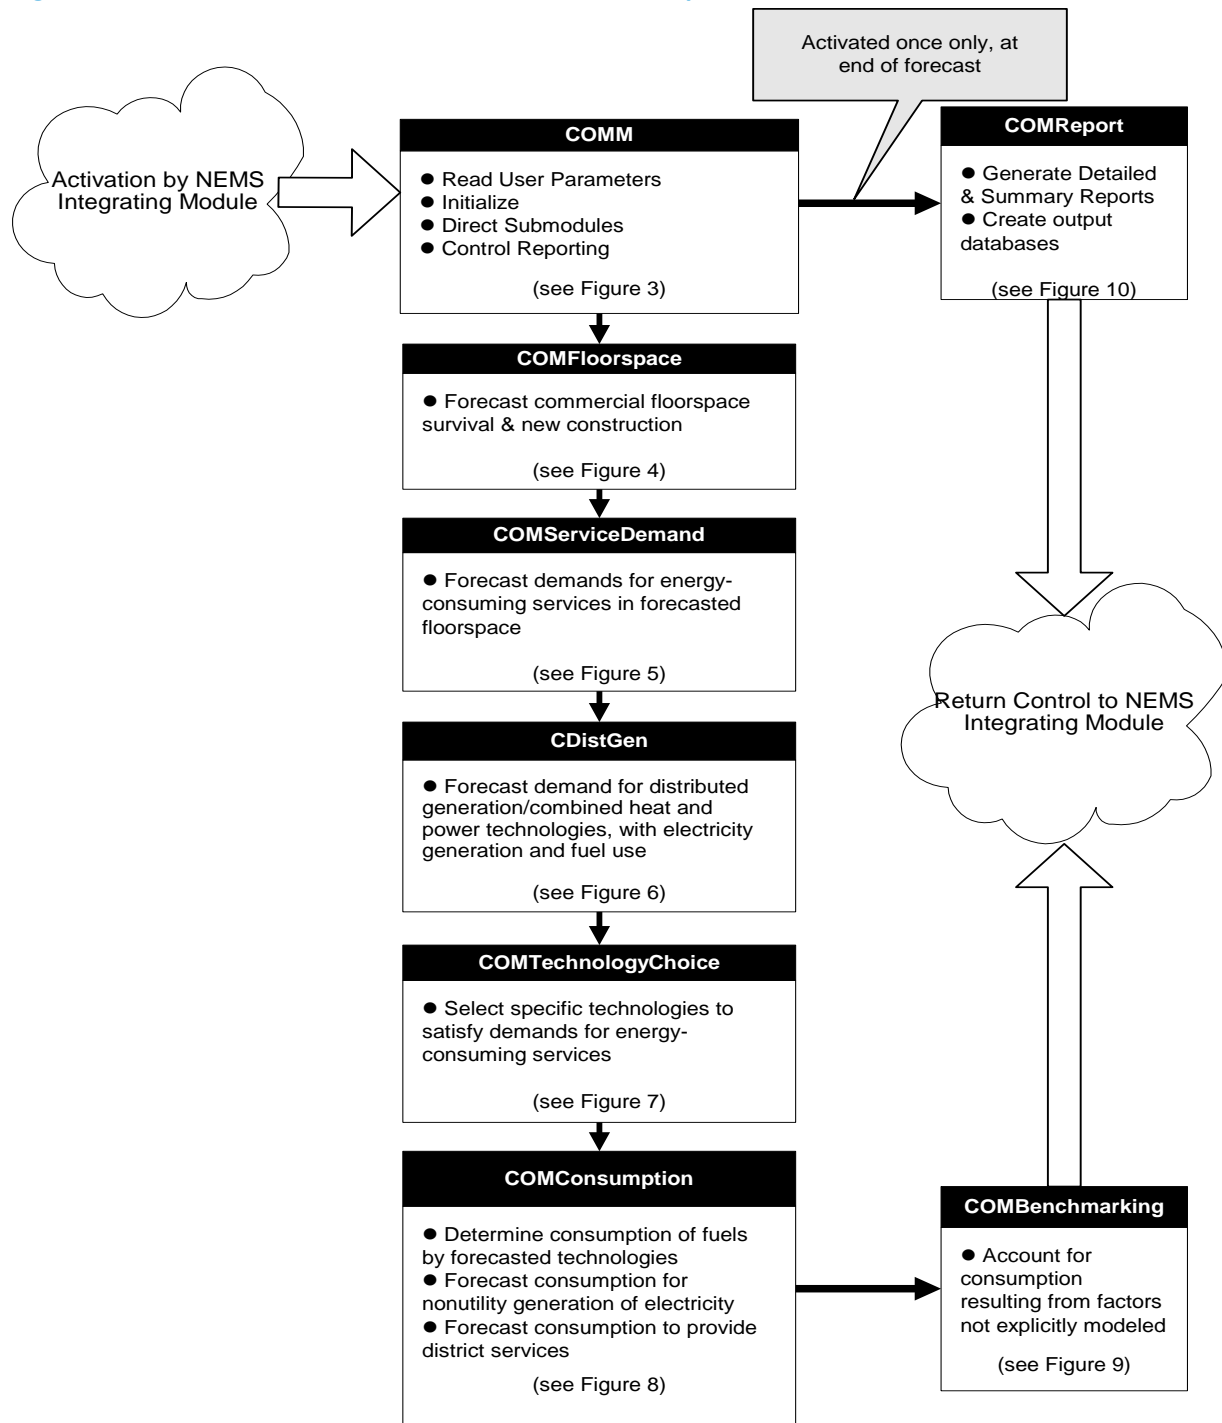 Activated once only, at
end of forecast
Activation by NEMS
Integrating Module
COMM
● Read User Parameters
● Initialize
● Direct Submodules
● Control Reporting
(see Figure 3)
COMReport
● Generate Detailed
& Summary Reports
● Create output
databases
(see Figure 10)
COMFloorspace
● Forecast commercial floorspace
survival & new construction
(see Figure 4)
COMServiceDemand
● Forecast demands for energy-
consuming services in forecasted
floorspace
(see Figure 5)
CDistGen
● Forecast demand for distributed
generation/combined heat and
power technologies, with electricity
generation and fuel use
(see Figure 6)
Return Control to NEMS
Integrating Module
COMTechnologyChoice
● Select specific technologies to
satisfy demands for energy-
consuming services
(see Figure 7)
COMConsumption
● Determine consumption of fuels
by forecasted technologies
● Forecast consumption for
nonutility generation of electricity
● Forecast consumption to provide
district services
(see Figure 8)
COMBenchmarking
● Account for
consumption
resulting from factors
not explicitly modeled
(see Figure 9)